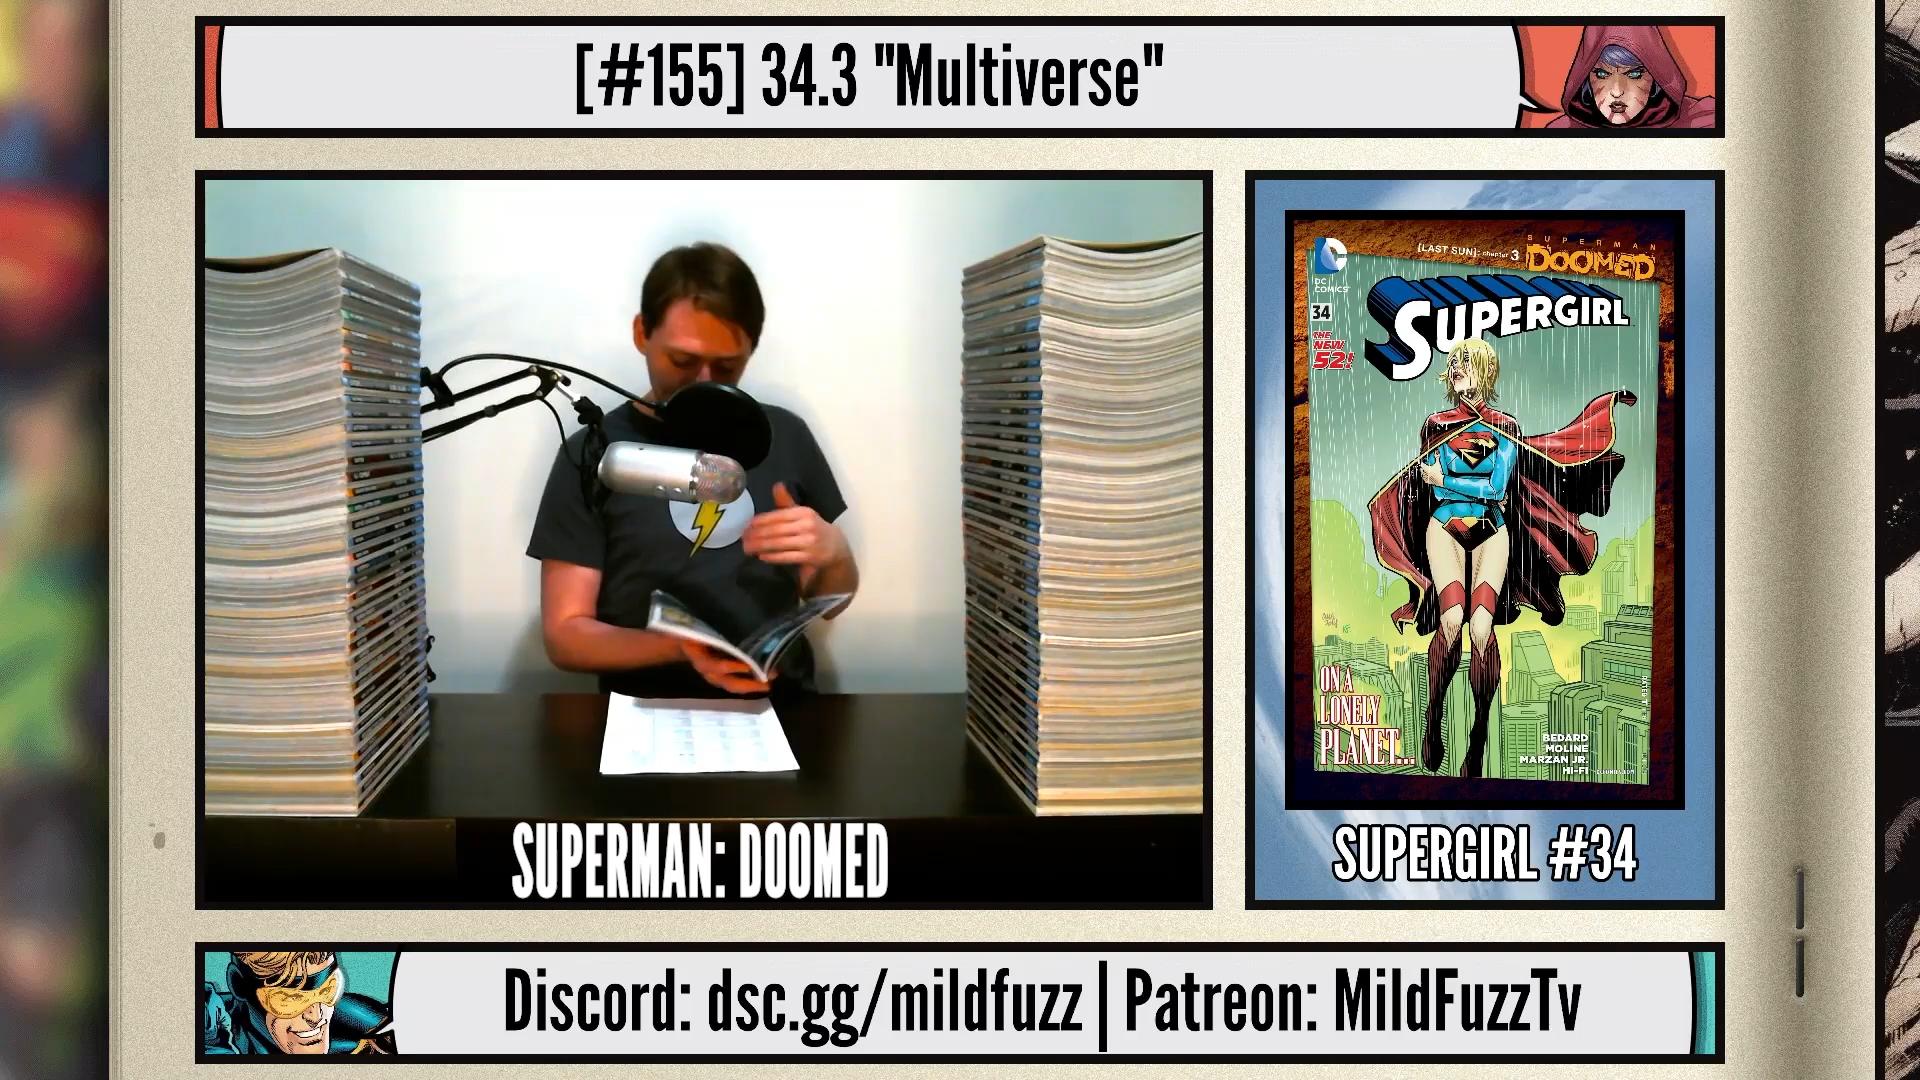 [#155] 34.3 "Multiverse"
[LAST SUN]: chapter 3
SUPERMAN
DOOMED
DC
COMICS
34
THE
NEW
52!
SUPERGIRL
ON A
LONELY
PLANET...
BEDARD
MOLINE
MARZAN JR.
HI-FI
SUPERMAN: DOOMED
SUPERGIRL #34
Discord: dsc.gg/mildfuzz | Patreon: MildFuzzTv